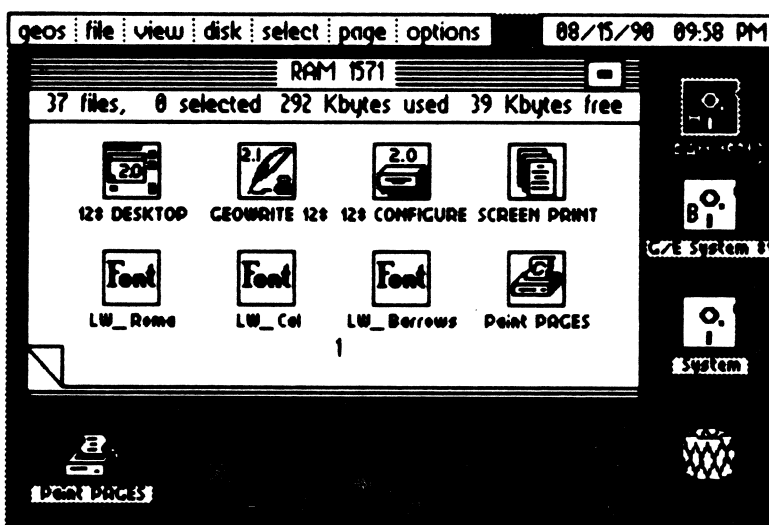 geos file view disk select page options 08/15/90 09:58 PM
RAM 1571
37 files, 0 selected 292 Kbytes used 39 Kbytes free
2.0 2.1 2.0
128 DESKTOP GEOWRITE 128 128 CONFIGURE SCREEN PRINT
B
G/E System
Font Font Font
LW_Roma LW_Cal LW_Barrows Paint PAGES
1
System
Paint PAGES